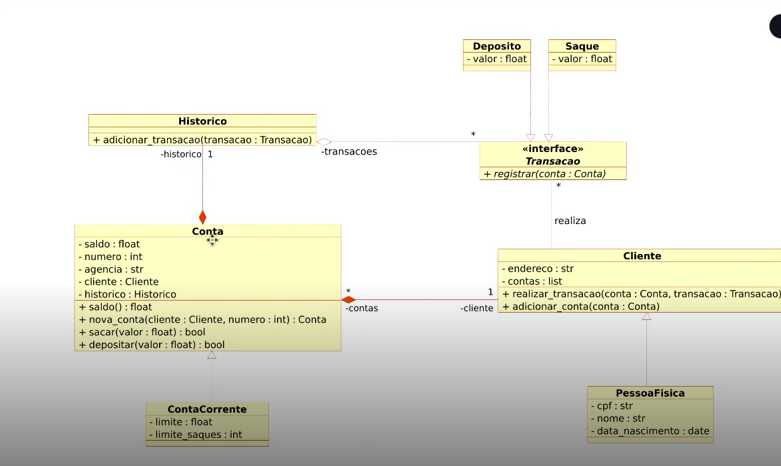 Deposito
- valor : float
Saque
- valor : float
Historico
+ adicionar_transacao(transacao : Transacao)
-historico 1
-transacoes
*
«interface»
Transacao
+ registrar(conta : Conta)
*
realiza
Conta
- saldo : float
- numero : int
- agencia : str
- cliente : Cliente
- historico : Historico
+ saldo() : float
+ nova_conta(cliente : Cliente, numero : int) : Conta
+ sacar(valor : float) : bool
+ depositar(valor : float) : bool
*
-contas
1
-cliente
Cliente
- endereco : str
- contas : list
+ realizar_transacao(conta : Conta, transacao : Transacao)
+ adicionar_conta(conta : Conta)
ContaCorrente
- limite : float
- limite_saques : int
PessoaFisica
- cpf : str
- nome : str
- data_nascimento : date